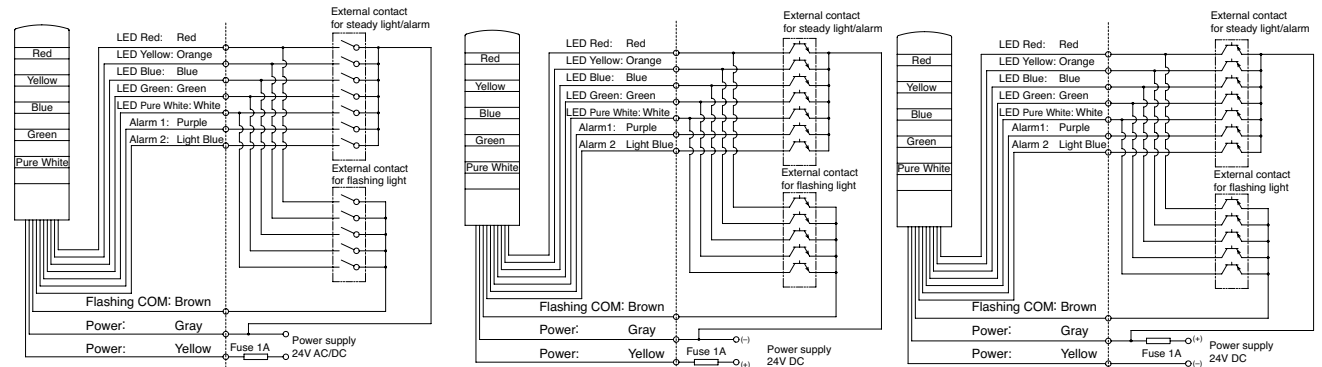 External contact
for steady light/alarm
Red
Yellow
Blue
Green
Pure White
LED Red: Red
LED Yellow: Orange
LED Blue: Blue
LED Green: Green
LED Pure White: White
Alarm 1: Purple
Alarm 2: Light Blue
External contact
for flashing light
Flashing COM: Brown
Power: Gray
Power: Yellow
Fuse 1A
Power supply
24V AC/DC
External contact
for steady light/alarm
Red
Yellow
Blue
Green
Pure White
LED Red: Red
LED Yellow: Orange
LED Blue: Blue
LED Green: Green
LED Pure White: White
Alarm1: Purple
Alarm 2 Light Blue
External contact
for flashing light
Flashing COM: Brown
Power: Gray
(−)
Power: Yellow
Fuse 1A
(+)
Power supply
24V DC
External contact
for steady light/alarm
Red
Yellow
Blue
Green
Pure White
LED Red: Red
LED Yellow: Orange
LED Blue: Blue
LED Green: Green
LED Pure White: White
Alarm1: Purple
Alarm 2 Light Blue
External contact
for flashing light
Flashing COM: Brown
Power: Gray
(+)
Fuse 1A
Power: Yellow
(−)
Power supply
24V DC